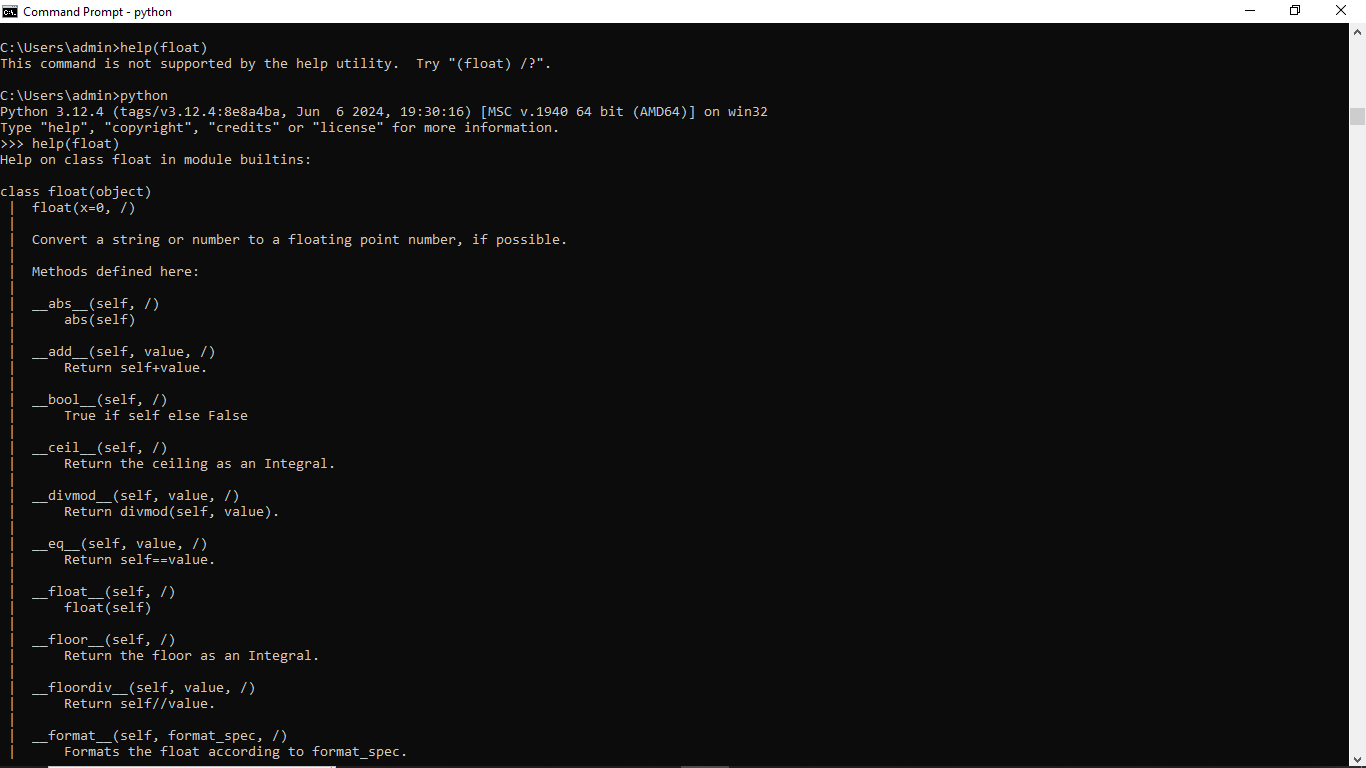 Command Prompt - python
C:\Users\admin>help(float)
This command is not supported by the help utility.  Try "(float) /?".
C:\Users\admin>python
Python 3.12.4 (tags/v3.12.4:8e8a4ba, Jun  6 2024, 19:30:16) [MSC v.1940 64 bit (AMD64)] on win32
Type "help", "copyright", "credits" or "license" for more information.
>>> help(float)
Help on class float in module builtins:
class float(object)
 |  float(x=0, /)
 |
 |  Convert a string or number to a floating point number, if possible.
 |
 |  Methods defined here:
 |
 |  __abs__(self, /)
 |      abs(self)
 |
 |  __add__(self, value, /)
 |      Return self+value.
 |
 |  __bool__(self, /)
 |      True if self else False
 |
 |  __ceil__(self, /)
 |      Return the ceiling as an Integral.
 |
 |  __divmod__(self, value, /)
 |      Return divmod(self, value).
 |
 |  __eq__(self, value, /)
 |      Return self==value.
 |
 |  __float__(self, /)
 |      float(self)
 |
 |  __floor__(self, /)
 |      Return the floor as an Integral.
 |
 |  __floordiv__(self, value, /)
 |      Return self//value.
 |
 |  __format__(self, format_spec, /)
 |      Formats the float according to format_spec.